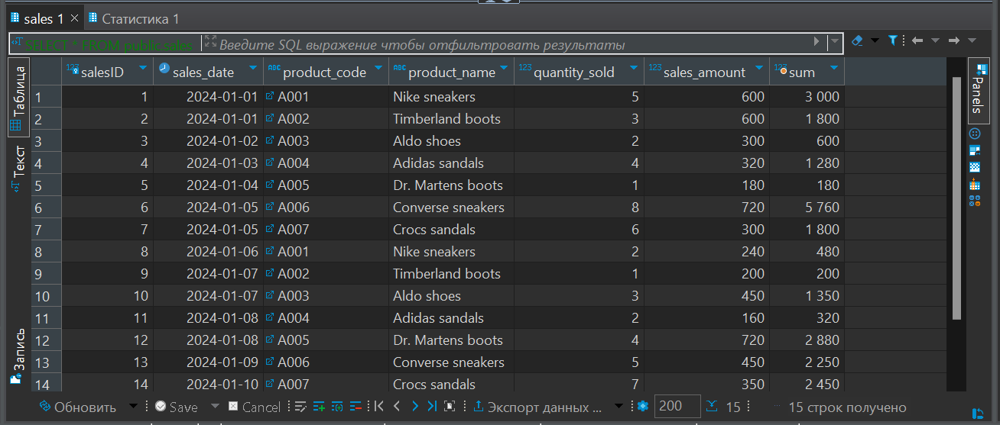 sales 1 Статистика 1
SELECT * FROM public.sales Введите SQL выражение чтобы отфильтровать результаты
Таблица
Текст
Запись
123 salesID sales_date ABC product_code ABC product_name 123 quantity_sold 123 sales_amount 123 sum
1 1 2024-01-01 A001 Nike sneakers 5 600 3 000
2 2 2024-01-01 A002 Timberland boots 3 600 1 800
3 3 2024-01-02 A003 Aldo shoes 2 300 600
4 4 2024-01-03 A004 Adidas sandals 4 320 1 280
5 5 2024-01-04 A005 Dr. Martens boots 1 180 180
6 6 2024-01-05 A006 Converse sneakers 8 720 5 760
7 7 2024-01-05 A007 Crocs sandals 6 300 1 800
8 8 2024-01-06 A001 Nike sneakers 2 240 480
9 9 2024-01-07 A002 Timberland boots 1 200 200
10 10 2024-01-07 A003 Aldo shoes 3 450 1 350
11 11 2024-01-08 A004 Adidas sandals 2 160 320
12 12 2024-01-08 A005 Dr. Martens boots 4 720 2 880
13 13 2024-01-09 A006 Converse sneakers 5 450 2 250
14 14 2024-01-10 A007 Crocs sandals 7 350 2 450
Panels
Обновить Save Cancel Экспорт данных ... 200 15 15 строк получено